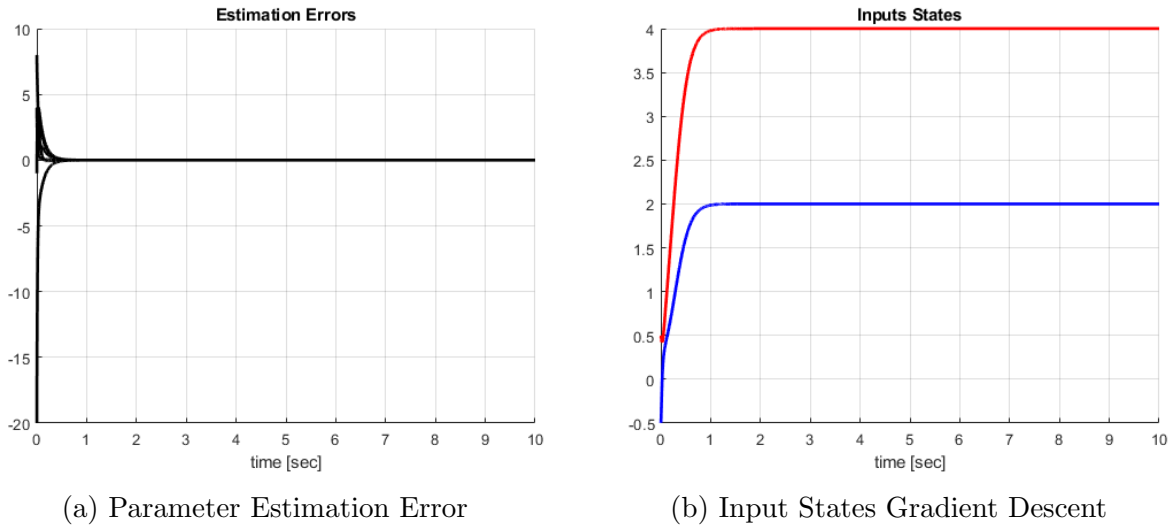 Estimation Errors
10
5
0
-5
-10
-15
-20
0 1 2 3 4 5 6 7 8 9 10
time [sec]
(a) Parameter Estimation Error
Inputs States
4
3.5
3
2.5
2
1.5
1
0.5
0
-0.5
0 1 2 3 4 5 6 7 8 9 10
time [sec]
(b) Input States Gradient Descent